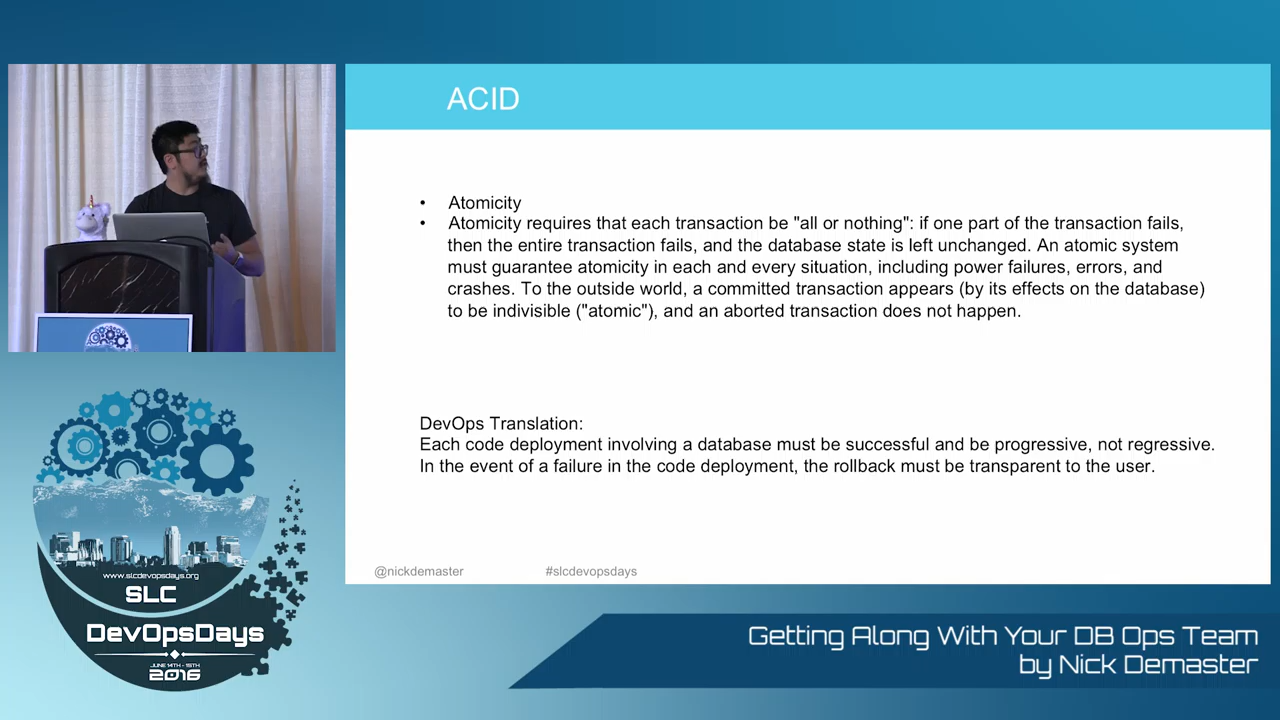 ACID
• Atomicity
• Atomicity requires that each transaction be "all or nothing": if one part of the transaction fails,
then the entire transaction fails, and the database state is left unchanged. An atomic system
must guarantee atomicity in each and every situation, including power failures, errors, and
crashes. To the outside world, a committed transaction appears (by its effects on the database)
to be indivisible ("atomic"), and an aborted transaction does not happen.
DevOps Translation:
Each code deployment involving a database must be successful and be progressive, not regressive.
In the event of a failure in the code deployment, the rollback must be transparent to the user.
@nickdemaster #slcdevopsdays
www.slcdevopsdays.org
SLC
DevOpsDays
JUNE 14TH - 15TH
2016
Getting Along With Your DB Ops Team
by Nick Demaster